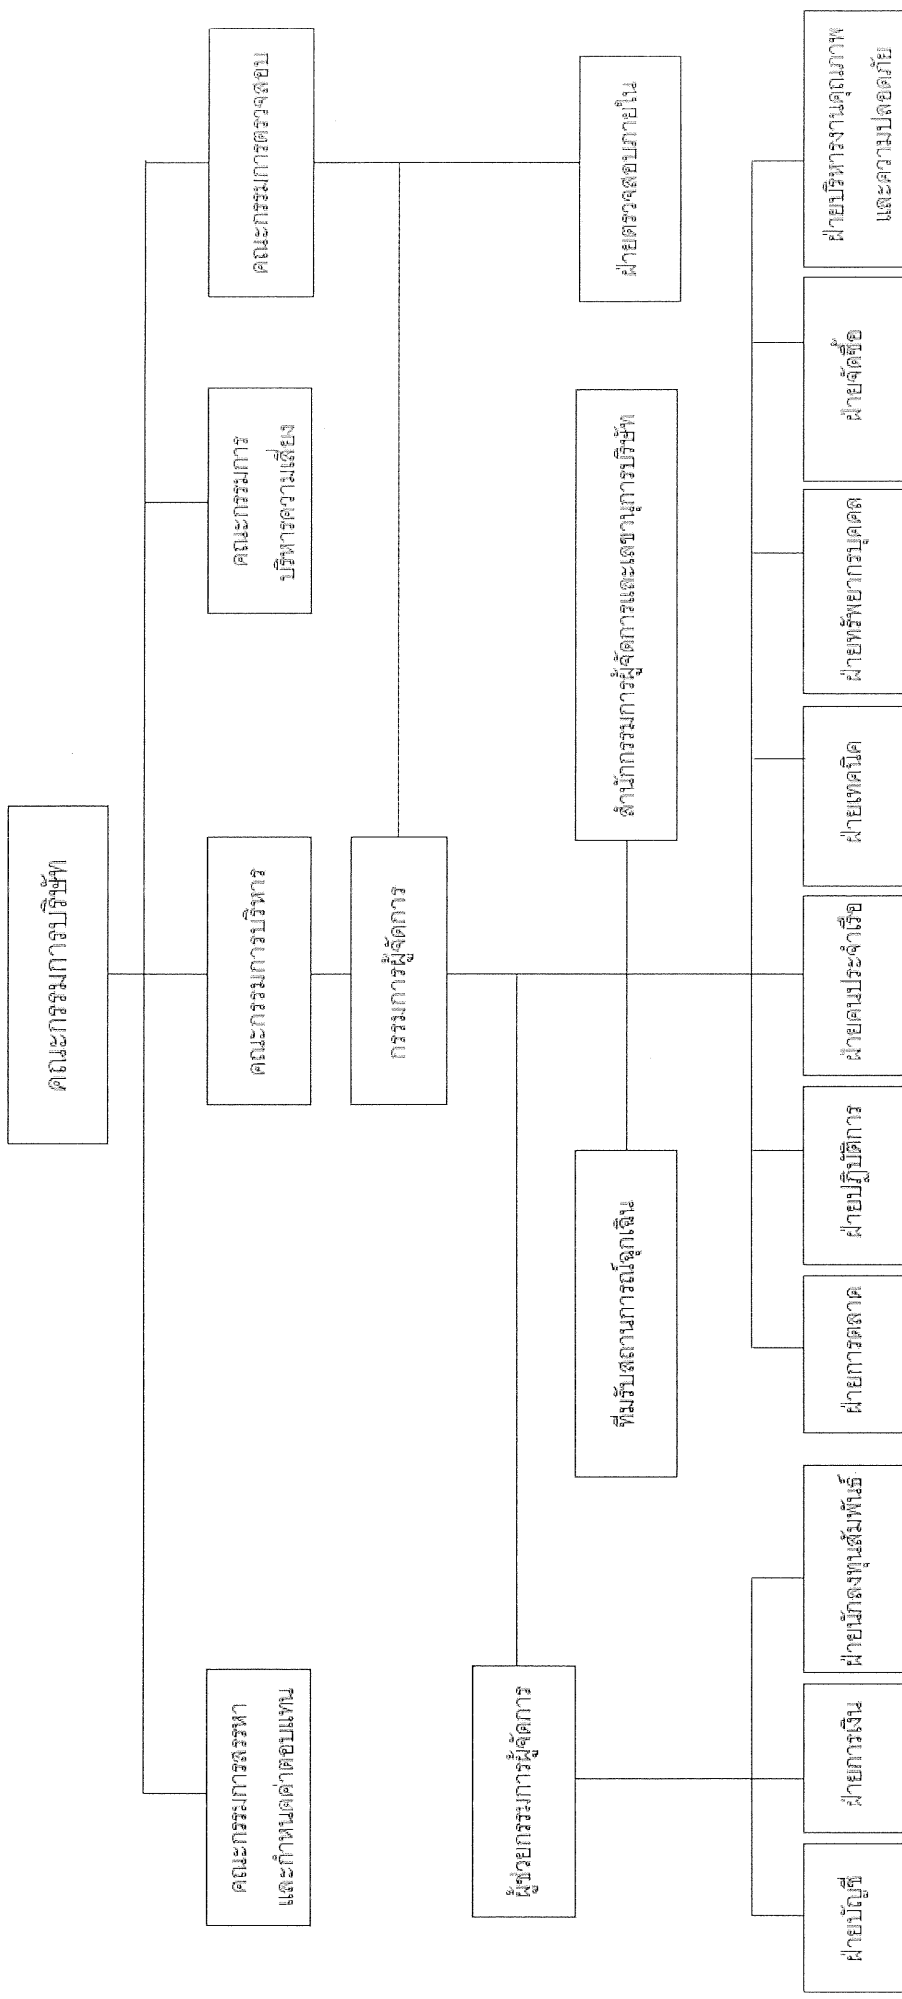 คณะกรรมการบริษัท
คณะกรรมการสรรหา
และกำหนดค่าตอบแทน
คณะกรรมการบริหาร
คณะกรรมการ
บริหารความเสี่ยง
คณะกรรมการตรวจสอบ
กรรมการผู้จัดการ
ผู้ช่วยกรรมการผู้จัดการ
ทีมรับสถานการณ์ฉุกเฉิน
สำนักกรรมการผู้จัดการและเลขานุการบริษัท
ฝ่ายตรวจสอบภายใน
ฝ่ายบัญชี
ฝ่ายการเงิน
ฝ่ายนักลงทุนสัมพันธ์
ฝ่ายการตลาด
ฝ่ายปฏิบัติการ
ฝ่ายคนประจำเรือ
ฝ่ายเทคนิค
ฝ่ายทรัพยากรบุคคล
ฝ่ายจัดซื้อ
ฝ่ายบริหารงานคุณภาพ
และความปลอดภัย